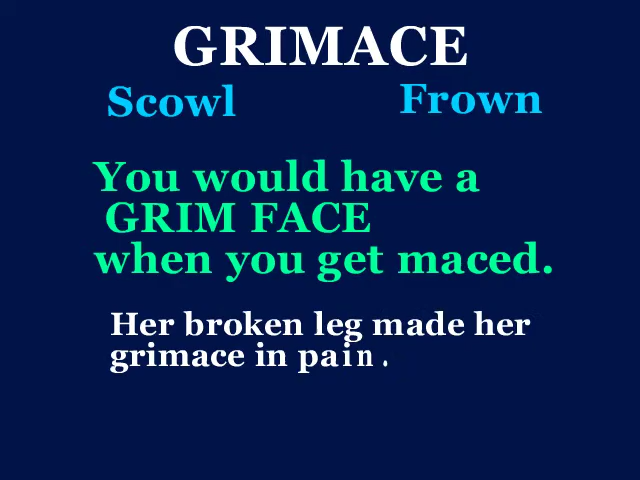 GRIMACE
Scowl Frown
You would have a
GRIM FACE
when you get maced.
Her broken leg made her
grimace in pain.